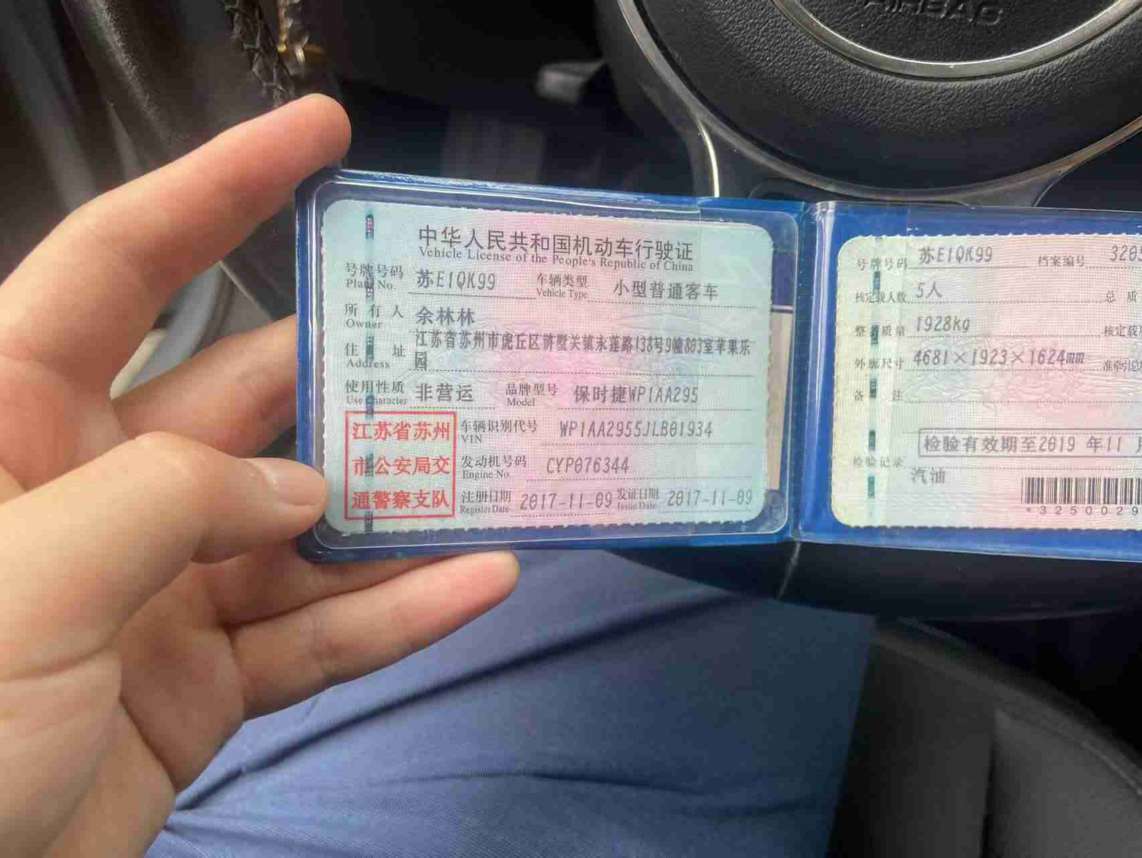 AIRBAG
中华人民共和国机动车行驶证
Vehicle License of the People's Republic of China
号牌号码 苏E1QK99 车辆类型 小型普通客车
Plate No. Vehicle Type
所有人 余林林
Owner
住址 江苏省苏州市虎丘区浒墅关镇永莲路138号9幢803室苹果乐
Address 园
使用性质 非营运 品牌型号 保时捷WP1AA295
Use Character Model
江苏省苏州
市公安局交
通警察支队
车辆识别代号 WP1AA2955JLB01934
VIN
发动机号码 CYP076344
Engine No.
注册日期 2017-11-09 发证日期 2017-11-09
Register Date Issue Date
号牌号码 苏E1QK99 档案编号 3205
核定载人数 5人 总质
整备质量 1928kg 核定载
外廓尺寸 4681×1923×1624mm 准牵
备注
检验有效期至2019 年11
检验记录
汽油
*3250029